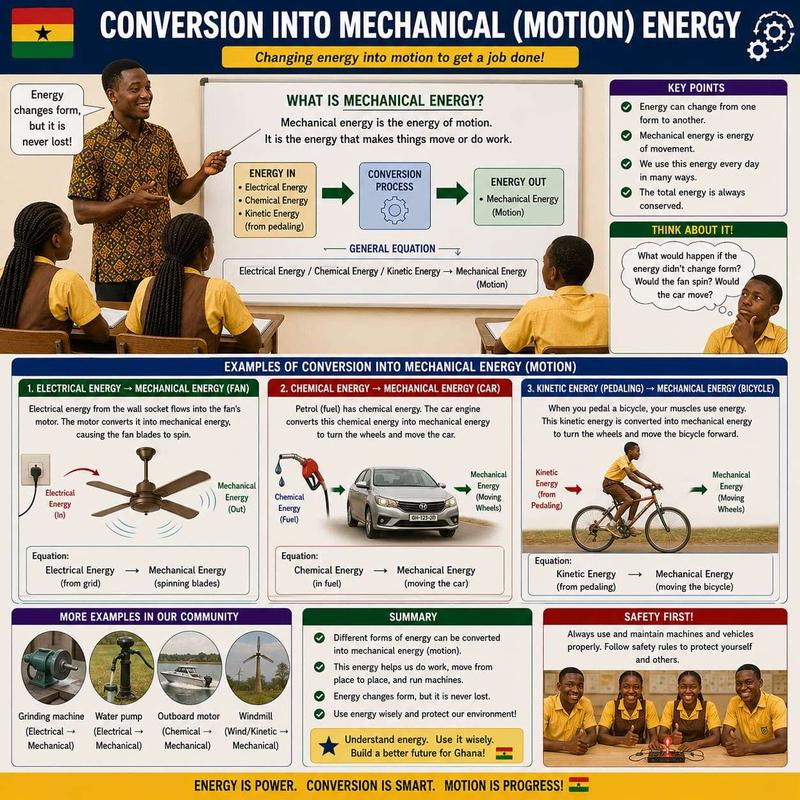 CONVERSION INTO MECHANICAL (MOTION) ENERGY
Changing energy into motion to get a job done!
Energy
changes form,
but it is
never lost!
WHAT IS MECHANICAL ENERGY?
Mechanical energy is the energy of motion.
It is the energy that makes things move or do work.
ENERGY IN
• Electrical Energy
• Chemical Energy
• Kinetic Energy
(from pedaling)
CONVERSION
PROCESS
ENERGY OUT
• Mechanical Energy
(Motion)
GENERAL EQUATION
Electrical Energy / Chemical Energy / Kinetic Energy → Mechanical Energy
(Motion)
KEY POINTS
Energy can change from one
form to another.
Mechanical energy is energy
of movement.
We use this energy every day
in many ways.
The total energy is always
conserved.
THINK ABOUT IT!
What would happen if the
energy didn't change form?
Would the fan spin? Would
the car move?
EXAMPLES OF CONVERSION INTO MECHANICAL ENERGY (MOTION)
1. ELECTRICAL ENERGY → MECHANICAL ENERGY (FAN)
Electrical energy from the wall socket flows into the fan's
motor. The motor converts it into mechanical energy,
causing the fan blades to spin.
Electrical
Energy
(In)
Mechanical
Energy
(Out)
Equation:
Electrical Energy → Mechanical Energy
(from grid) (spinning blades)
2. CHEMICAL ENERGY → MECHANICAL ENERGY (CAR)
Petrol (fuel) has chemical energy. The car engine
converts this chemical energy into mechanical energy
to turn the wheels and move the car.
Chemical
Energy
(Fuel)
GH-123-20
Mechanical
Energy
(Moving
Wheels)
Equation:
Chemical Energy → Mechanical Energy
(in fuel) (moving the car)
3. KINETIC ENERGY (PEDALING) → MECHANICAL ENERGY (BICYCLE)
When you pedal a bicycle, your muscles use energy.
This kinetic energy is converted into mechanical energy
to turn the wheels and move the bicycle forward.
Kinetic
Energy
(from
Pedaling)
Mechanical
Energy
(Moving
Wheels)
Equation:
Kinetic Energy → Mechanical Energy
(from pedaling) (moving the bicycle)
MORE EXAMPLES IN OUR COMMUNITY
Grinding machine
(Electrical →
Mechanical)
Water pump
(Electrical →
Mechanical)
Outboard motor
(Chemical →
Mechanical)
Windmill
(Wind/Kinetic →
Mechanical)
SUMMARY
Different forms of energy can be converted
into mechanical energy (motion).
This energy helps us do work, move from
place to place, and run machines.
Energy changes form, but it is never lost.
Use energy wisely and protect our environment!
Understand energy. Use it wisely.
Build a better future for Ghana!
SAFETY FIRST!
Always use and maintain machines and vehicles
properly. Follow safety rules to protect yourself
and others.
ENERGY IS POWER. CONVERSION IS SMART. MOTION IS PROGRESS!